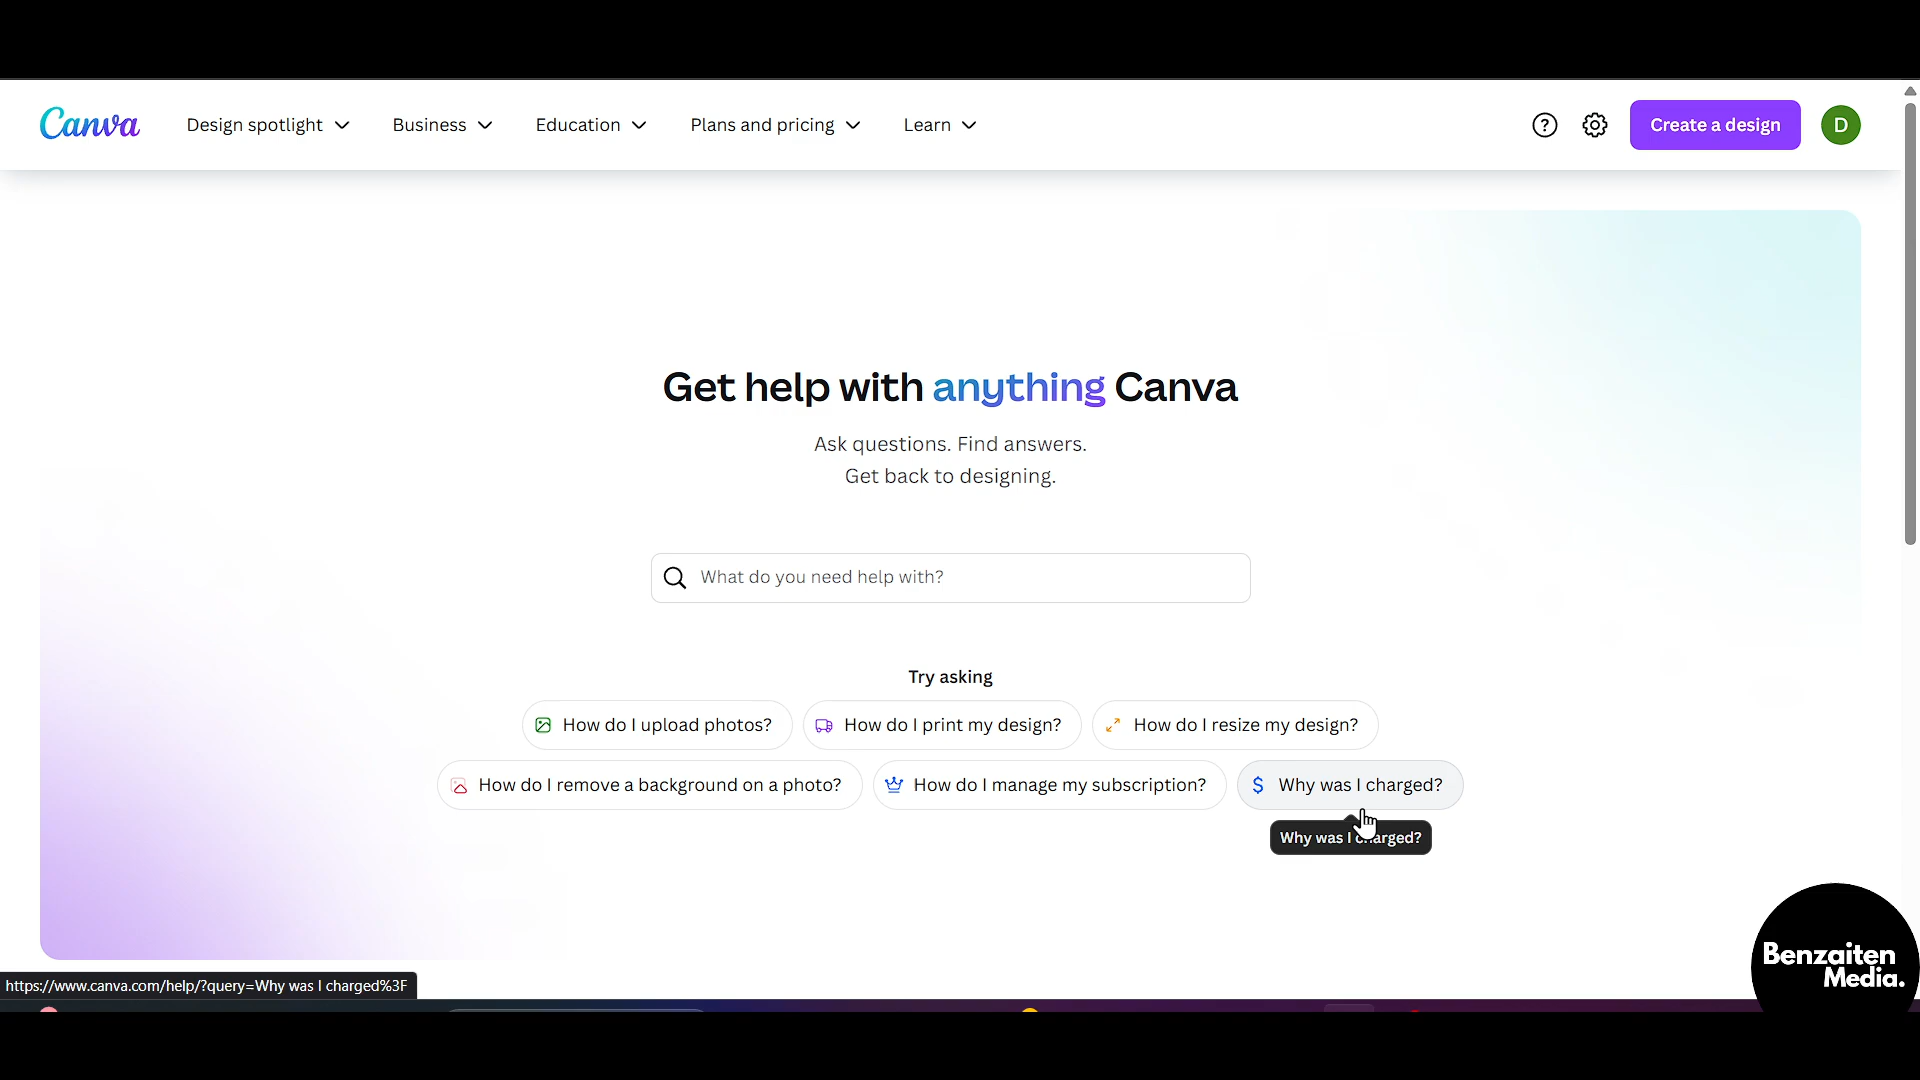 Canva
Design spotlight
Business
Education
Plans and pricing
Learn
?
Create a design
D
Get help with anything Canva
Ask questions. Find answers.
Get back to designing.
What do you need help with?
Try asking
How do I upload photos?
How do I print my design?
How do I resize my design?
How do I remove a background on a photo?
How do I manage my subscription?
$ Why was I charged?
Why was I charged?
Benzaiten
Media.
https://www.canva.com/help/?query=Why was I charged%3F